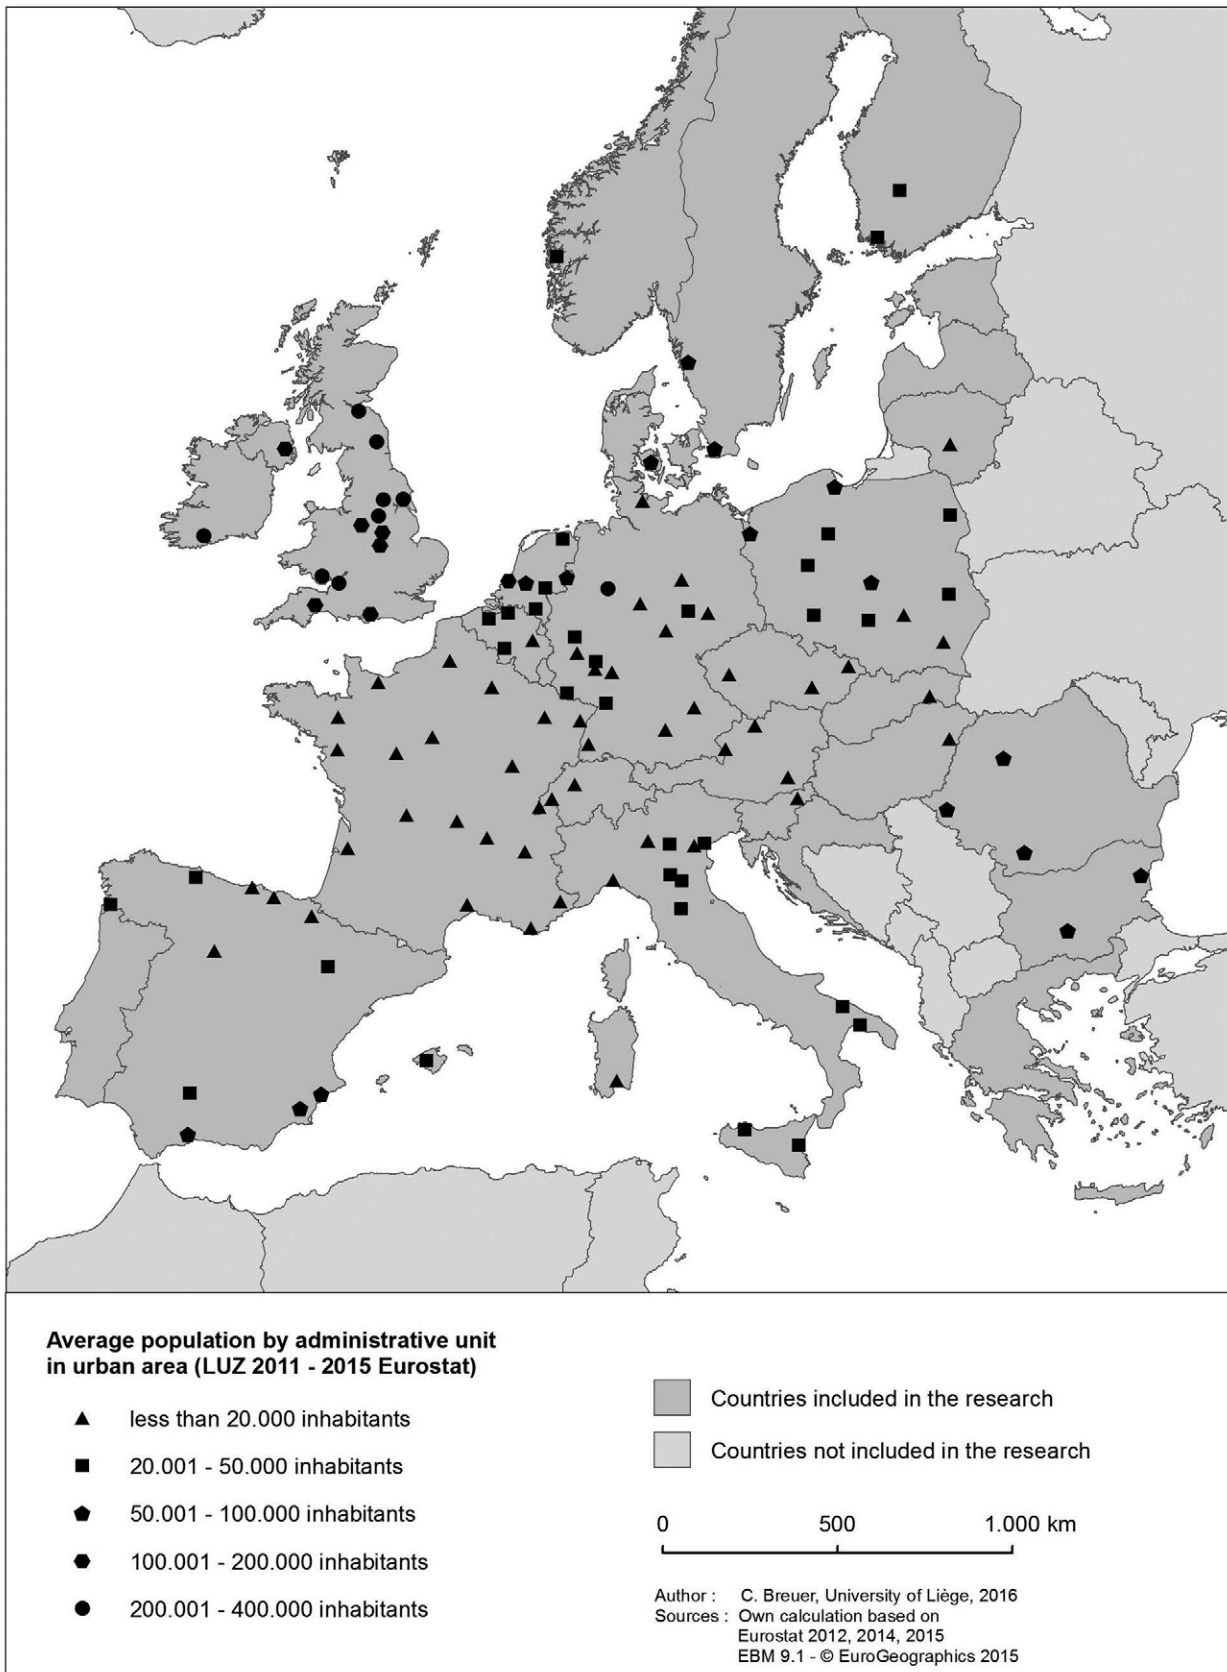 Average population by administrative unit
in urban area (LUZ 2011 - 2015 Eurostat)
less than 20.000 inhabitants
20.001 - 50.000 inhabitants
50.001 - 100.000 inhabitants
100.001 - 200.000 inhabitants
200.001 - 400.000 inhabitants
Countries included in the research
Countries not included in the research
0 500 1.000 km
Author : C. Breuer, University of Liège, 2016
Sources : Own calculation based on
Eurostat 2012, 2014, 2015
EBM 9.1 - © EuroGeographics 2015